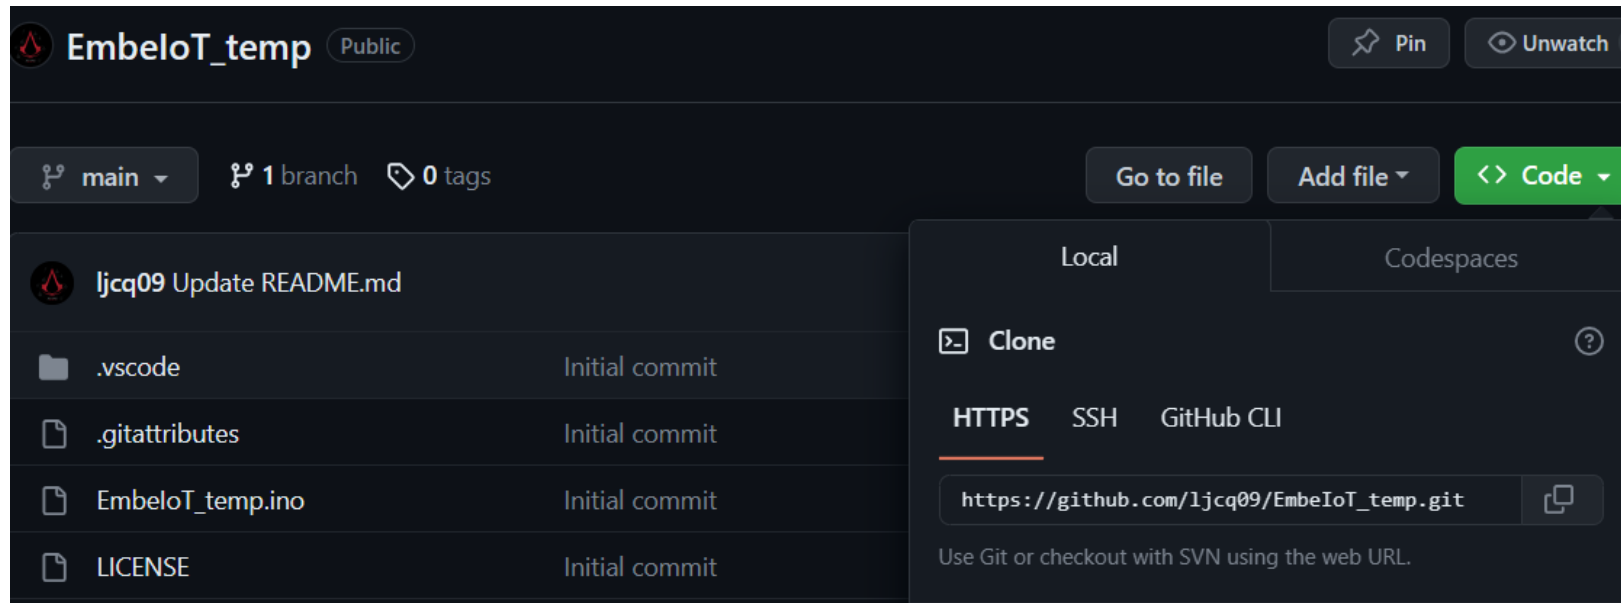 EmbeIoT_temp Public Pin Unwatch
main 1 branch 0 tags Go to file Add file <> Code
Local Codespaces
ljcq09 Update README.md
Clone
.vscode Initial commit
HTTPS SSH GitHub CLI
.gitattributes Initial commit
EmbeIoT_temp.ino Initial commit
https://github.com/ljcq09/EmbeIoT_temp.git
Use Git or checkout with SVN using the web URL.
LICENSE Initial commit